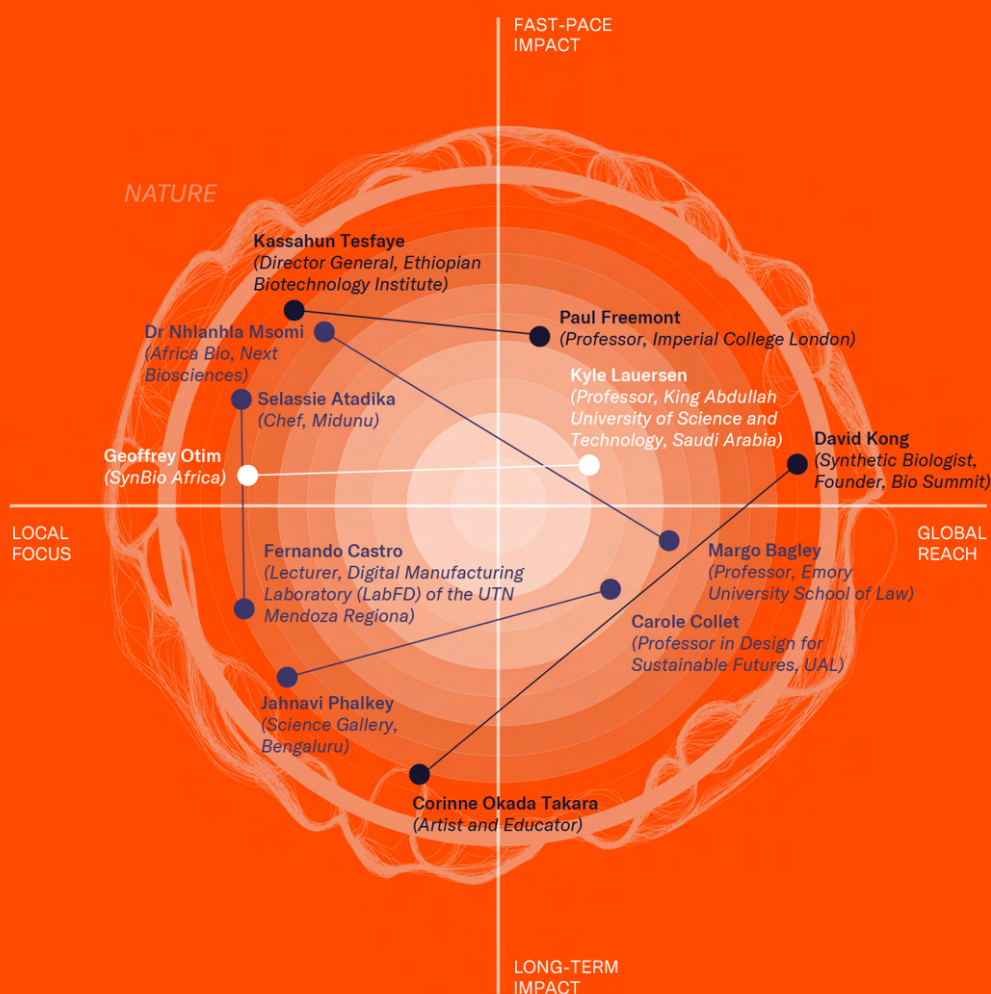 FAST-PACE
IMPACT
NATURE
Kassahun Tesfaye
(Director General, Ethiopian
Biotechnology Institute)
Paul Freemont
(Professor, Imperial College London)
Dr Nhlanhla Msomi
(Africa Bio, Next
Biosciences)
Kyle Lauersen
(Professor, King Abdullah
University of Science and
Technology, Saudi Arabia)
Selassie Atadika
(Chef, Midunu)
David Kong
(Synthetic Biologist,
Founder, Bio Summit)
Geoffrey Otim
(SynBio Africa)
LOCAL
FOCUS
GLOBAL
REACH
Fernando Castro
(Lecturer, Digital Manufacturing
Laboratory (LabFD) of the UTN
Mendoza Regiona)
Margo Bagley
(Professor, Emory
University School of Law)
Carole Collet
(Professor in Design for
Sustainable Futures, UAL)
Jahnavi Phalkey
(Science Gallery,
Bengaluru)
Corinne Okada Takara
(Artist and Educator)
LONG-TERM
IMPACT